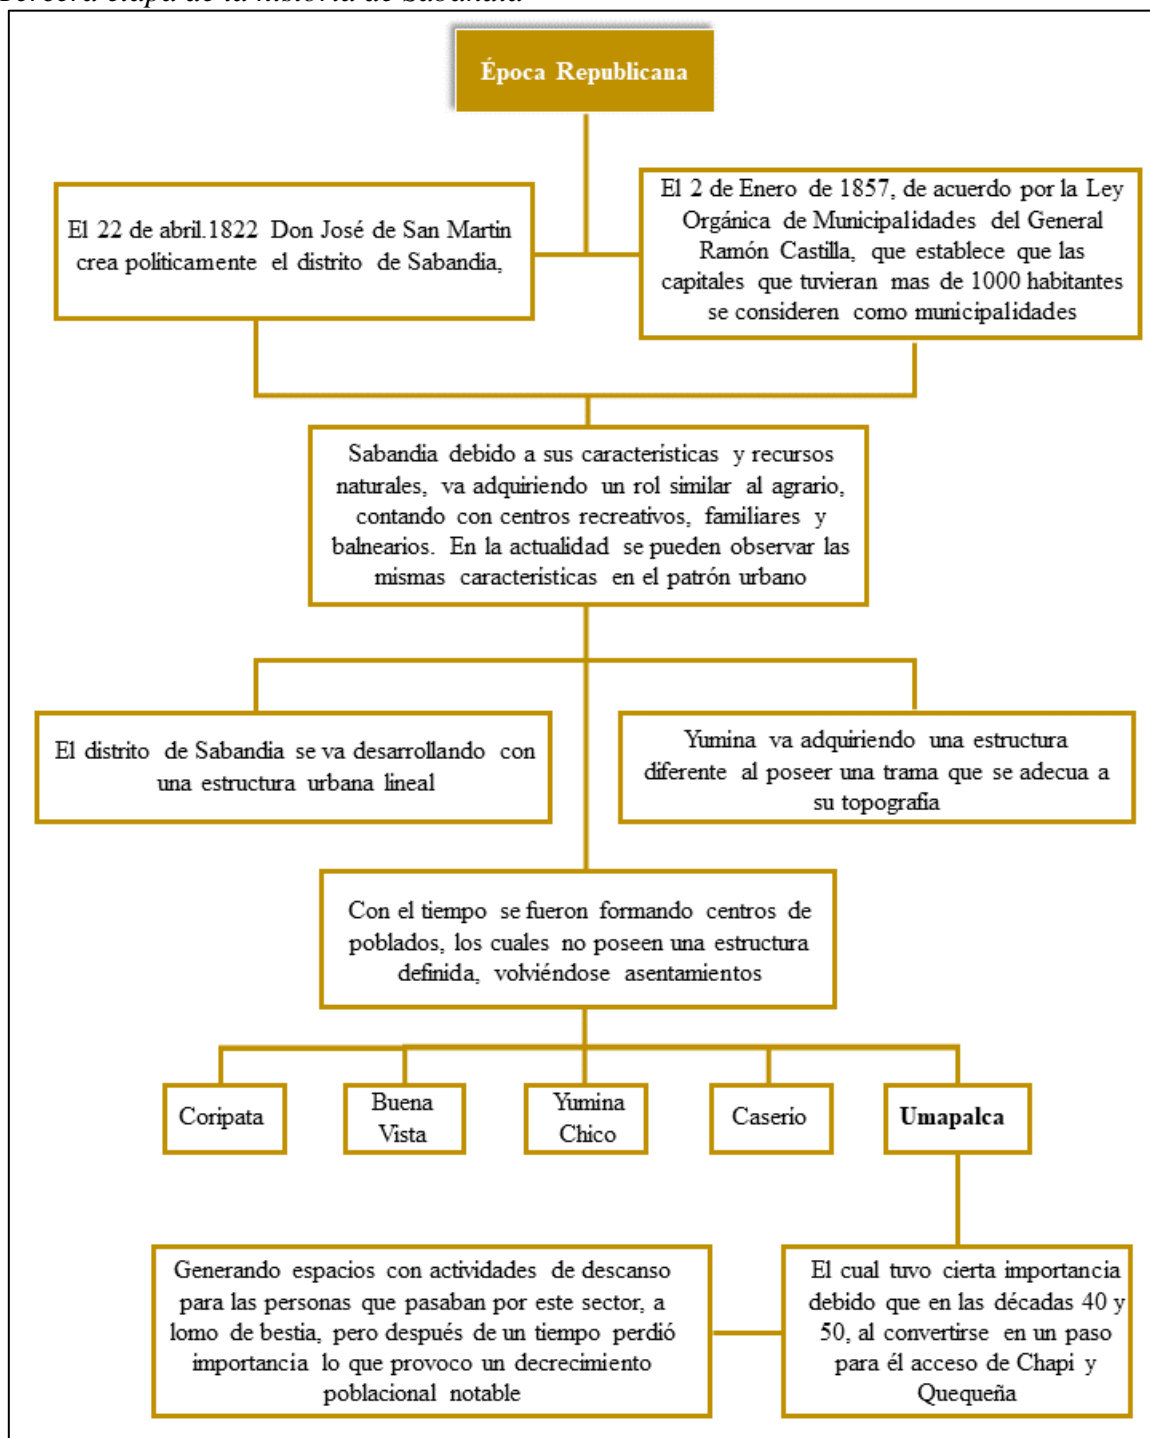 Tercera etapa de la historia de Sabandia
Época Republicana
El 22 de abril.1822 Don José de San Martin
crea políticamente el distrito de Sabandia,
El 2 de Enero de 1857, de acuerdo por la Ley
Orgánica de Municipalidades del General
Ramón Castilla, que establece que las
capitales que tuvieran mas de 1000 habitantes
se consideren como municipalidades
Sabandia debido a sus características y recursos
naturales, va adquiriendo un rol similar al agrario,
contando con centros recreativos, familiares y
balnearios. En la actualidad se pueden observar las
mismas características en el patrón urbano
El distrito de Sabandia se va desarrollando con
una estructura urbana lineal
Yumina va adquiriendo una estructura
diferente al poseer una trama que se adecua a
su topografía
Con el tiempo se fueron formando centros de
poblados, los cuales no poseen una estructura
definida, volviéndose asentamientos
Coripata
Buena
Vista
Yumina
Chico
Caserío
Umapalca
Generando espacios con actividades de descanso
para las personas que pasaban por este sector, a
lomo de bestia, pero después de un tiempo perdió
importancia lo que provoco un decrecimiento
poblacional notable
El cual tuvo cierta importancia
debido que en las décadas 40 y
50, al convertirse en un paso
para él acceso de Chapi y
Quequeña